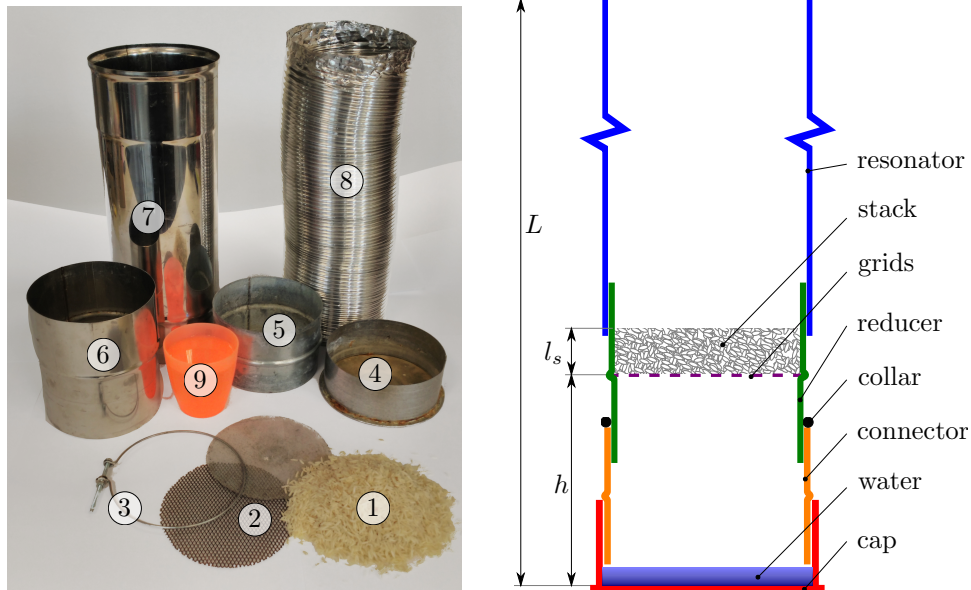 8
7
5
6
4
9
3
2
1
resonator
stack
L
grids
reducer
l_s
collar
connector
h
water
cap